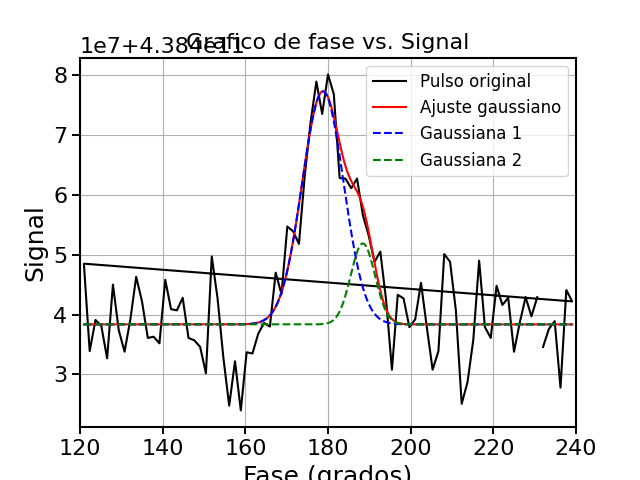 1e7+4.384e11
Grafico de fase vs. Signal
Pulso original
Ajuste gaussiano
Gaussiana 1
Gaussiana 2
Signal
8
7
6
5
4
3
120 140 160 180 200 220 240
Fase (grados)